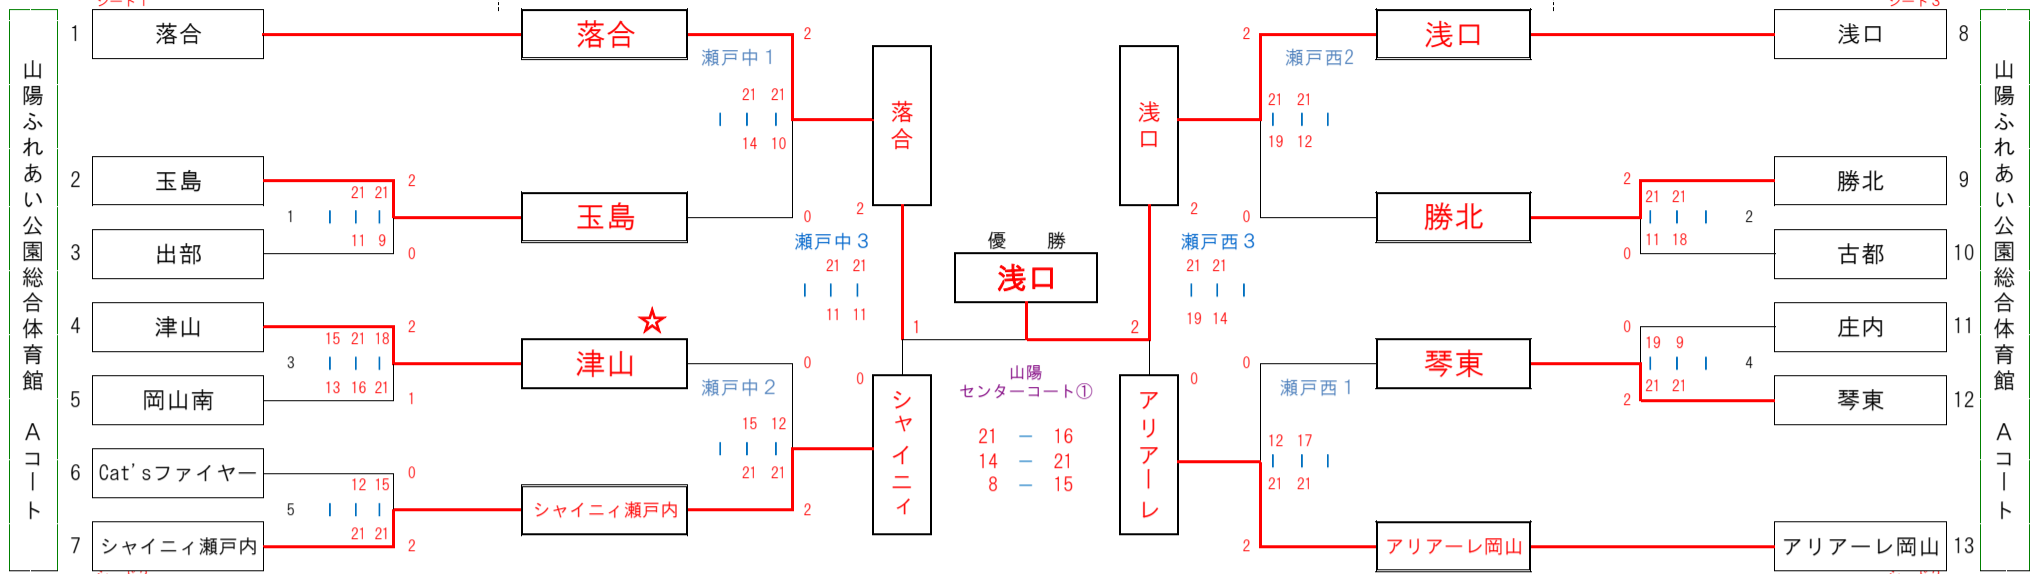 山陽ふれあい公園総合体育館 Aコート
1 落合
2 玉島
3 出部
4 津山
5 岡山南
6 Cat'sファイヤー
7 シャイニィ瀬戸内
21 21 2
1
11 9 0
15 21 18 2
3
13 16 21 1
12 15 0
5
21 21 2
落合
玉島
☆
津山
シャイニィ瀬戸内
2
瀬戸中1
21 21
14 10
0
0
瀬戸中2
15 12
21 21
2
落合
2
瀬戸中3
21 21
11 11
0
シャイニィ
優 勝
浅口
1 2
山陽
センターコート①
21 － 16
14 － 21
8 － 15
浅口
2
瀬戸西3
21 21
19 14
0
アリアーレ
2
瀬戸西2
21 21
19 12
0
0
瀬戸西1
12 17
21 21
2
浅口
勝北
琴東
アリアーレ岡山
2 21 21
2
0 11 18
0 19 9
4
2 21 21
浅口 8
勝北 9
古都 10
庄内 11
琴東 12
アリアーレ岡山 13
山陽ふれあい公園総合体育館 Aコート